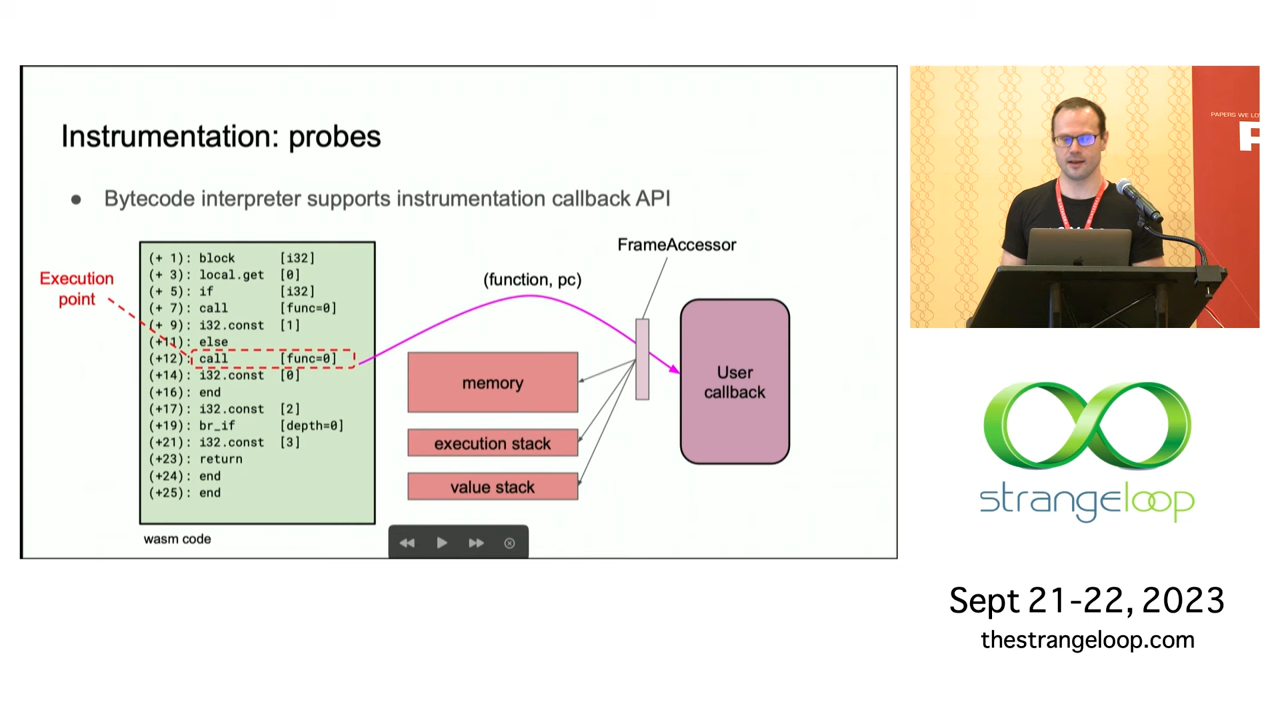 Instrumentation: probes
● Bytecode interpreter supports instrumentation callback API
Execution
point
(+ 1): block [i32]
(+ 3): local.get [0]
(+ 5): if [i32]
(+ 7): call [func=0]
(+ 9): i32.const [1]
(+11): else
(+12): call [func=0]
(+14): i32.const [0]
(+16): end
(+17): i32.const [2]
(+19): br_if [depth=0]
(+21): i32.const [3]
(+23): return
(+24): end
(+25): end
wasm code
(function, pc)
FrameAccessor
memory
execution stack
value stack
User
callback
PAPERS WE LO
strangeloop
Sept 21-22, 2023
thestrangeloop.com